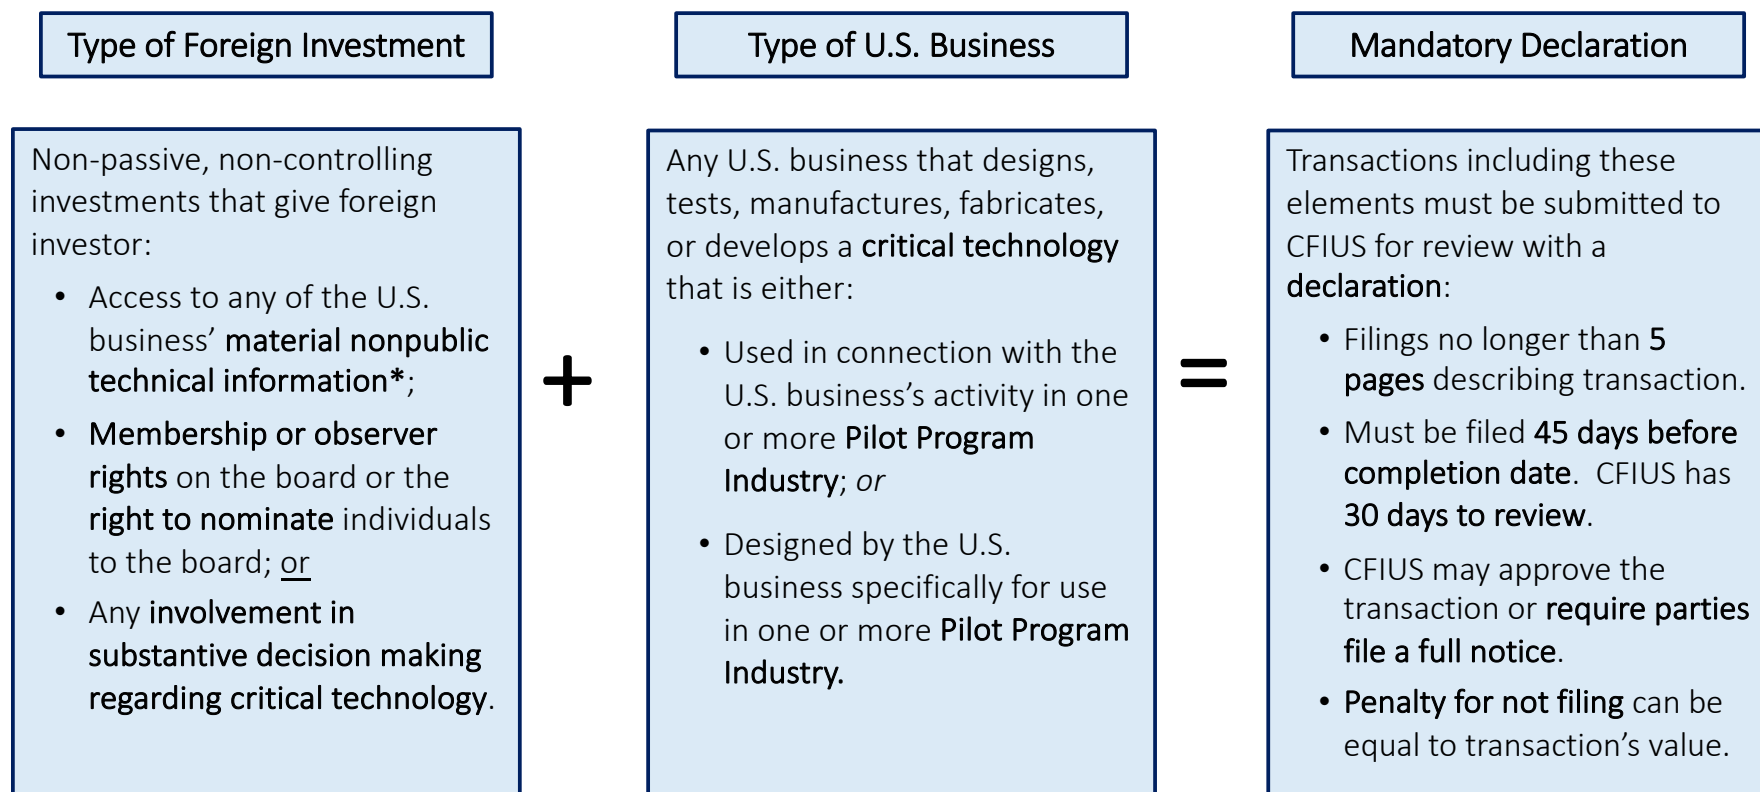 Type of Foreign Investment
Non-passive, non-controlling
investments that give foreign
investor:
• Access to any of the U.S.
business’ material nonpublic
technical information*;
• Membership or observer
rights on the board or the
right to nominate individuals
to the board; or
• Any involvement in
substantive decision making
regarding critical technology.
+
Type of U.S. Business
Any U.S. business that designs,
tests, manufactures, fabricates,
or develops a critical technology
that is either:
• Used in connection with the
U.S. business’s activity in one
or more Pilot Program
Industry; or
• Designed by the U.S.
business specifically for use
in one or more Pilot Program
Industry.
=
Mandatory Declaration
Transactions including these
elements must be submitted to
CFIUS for review with a
declaration:
• Filings no longer than 5
pages describing transaction.
• Must be filed 45 days before
completion date.  CFIUS has
30 days to review.
• CFIUS may approve the
transaction or require parties
file a full notice.
• Penalty for not filing can be
equal to transaction’s value.